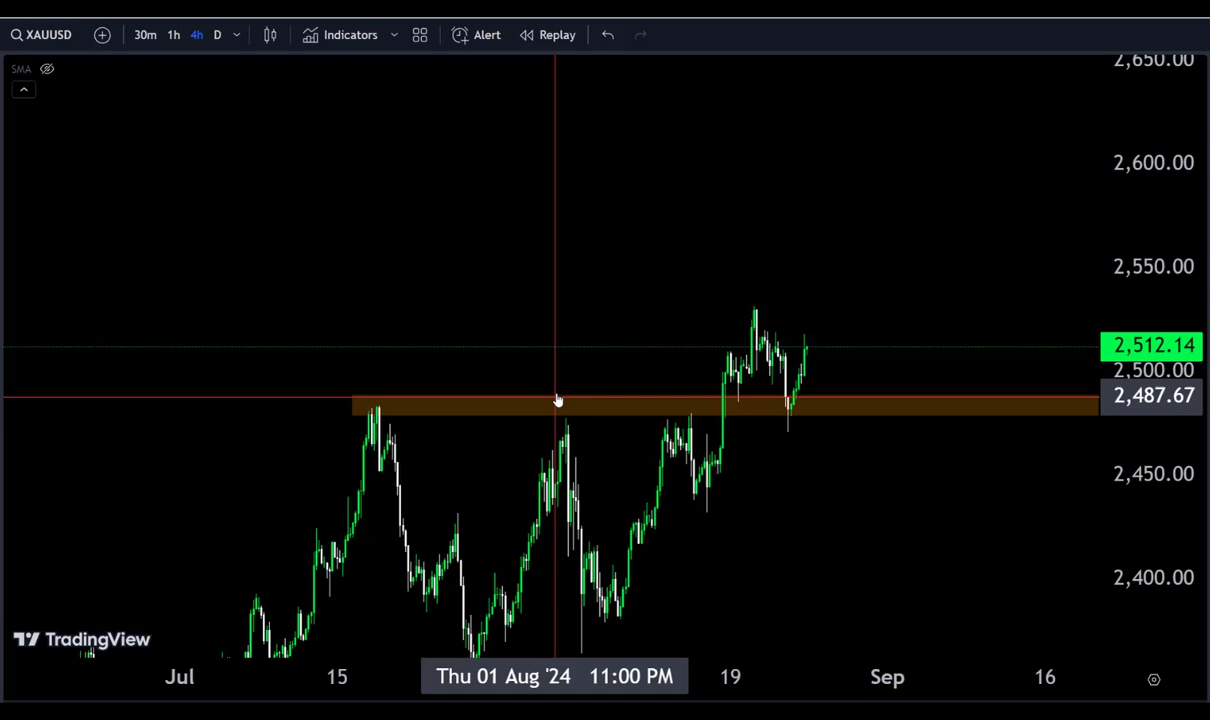 XAUUSD 30m 1h 4h D Indicators Alert Replay
SMA
2,650.00
2,600.00
2,550.00
2,512.14
2,500.00
2,487.67
2,450.00
2,400.00
TradingView
Jul 15 Thu 01 Aug '24 11:00 PM 19 Sep 16